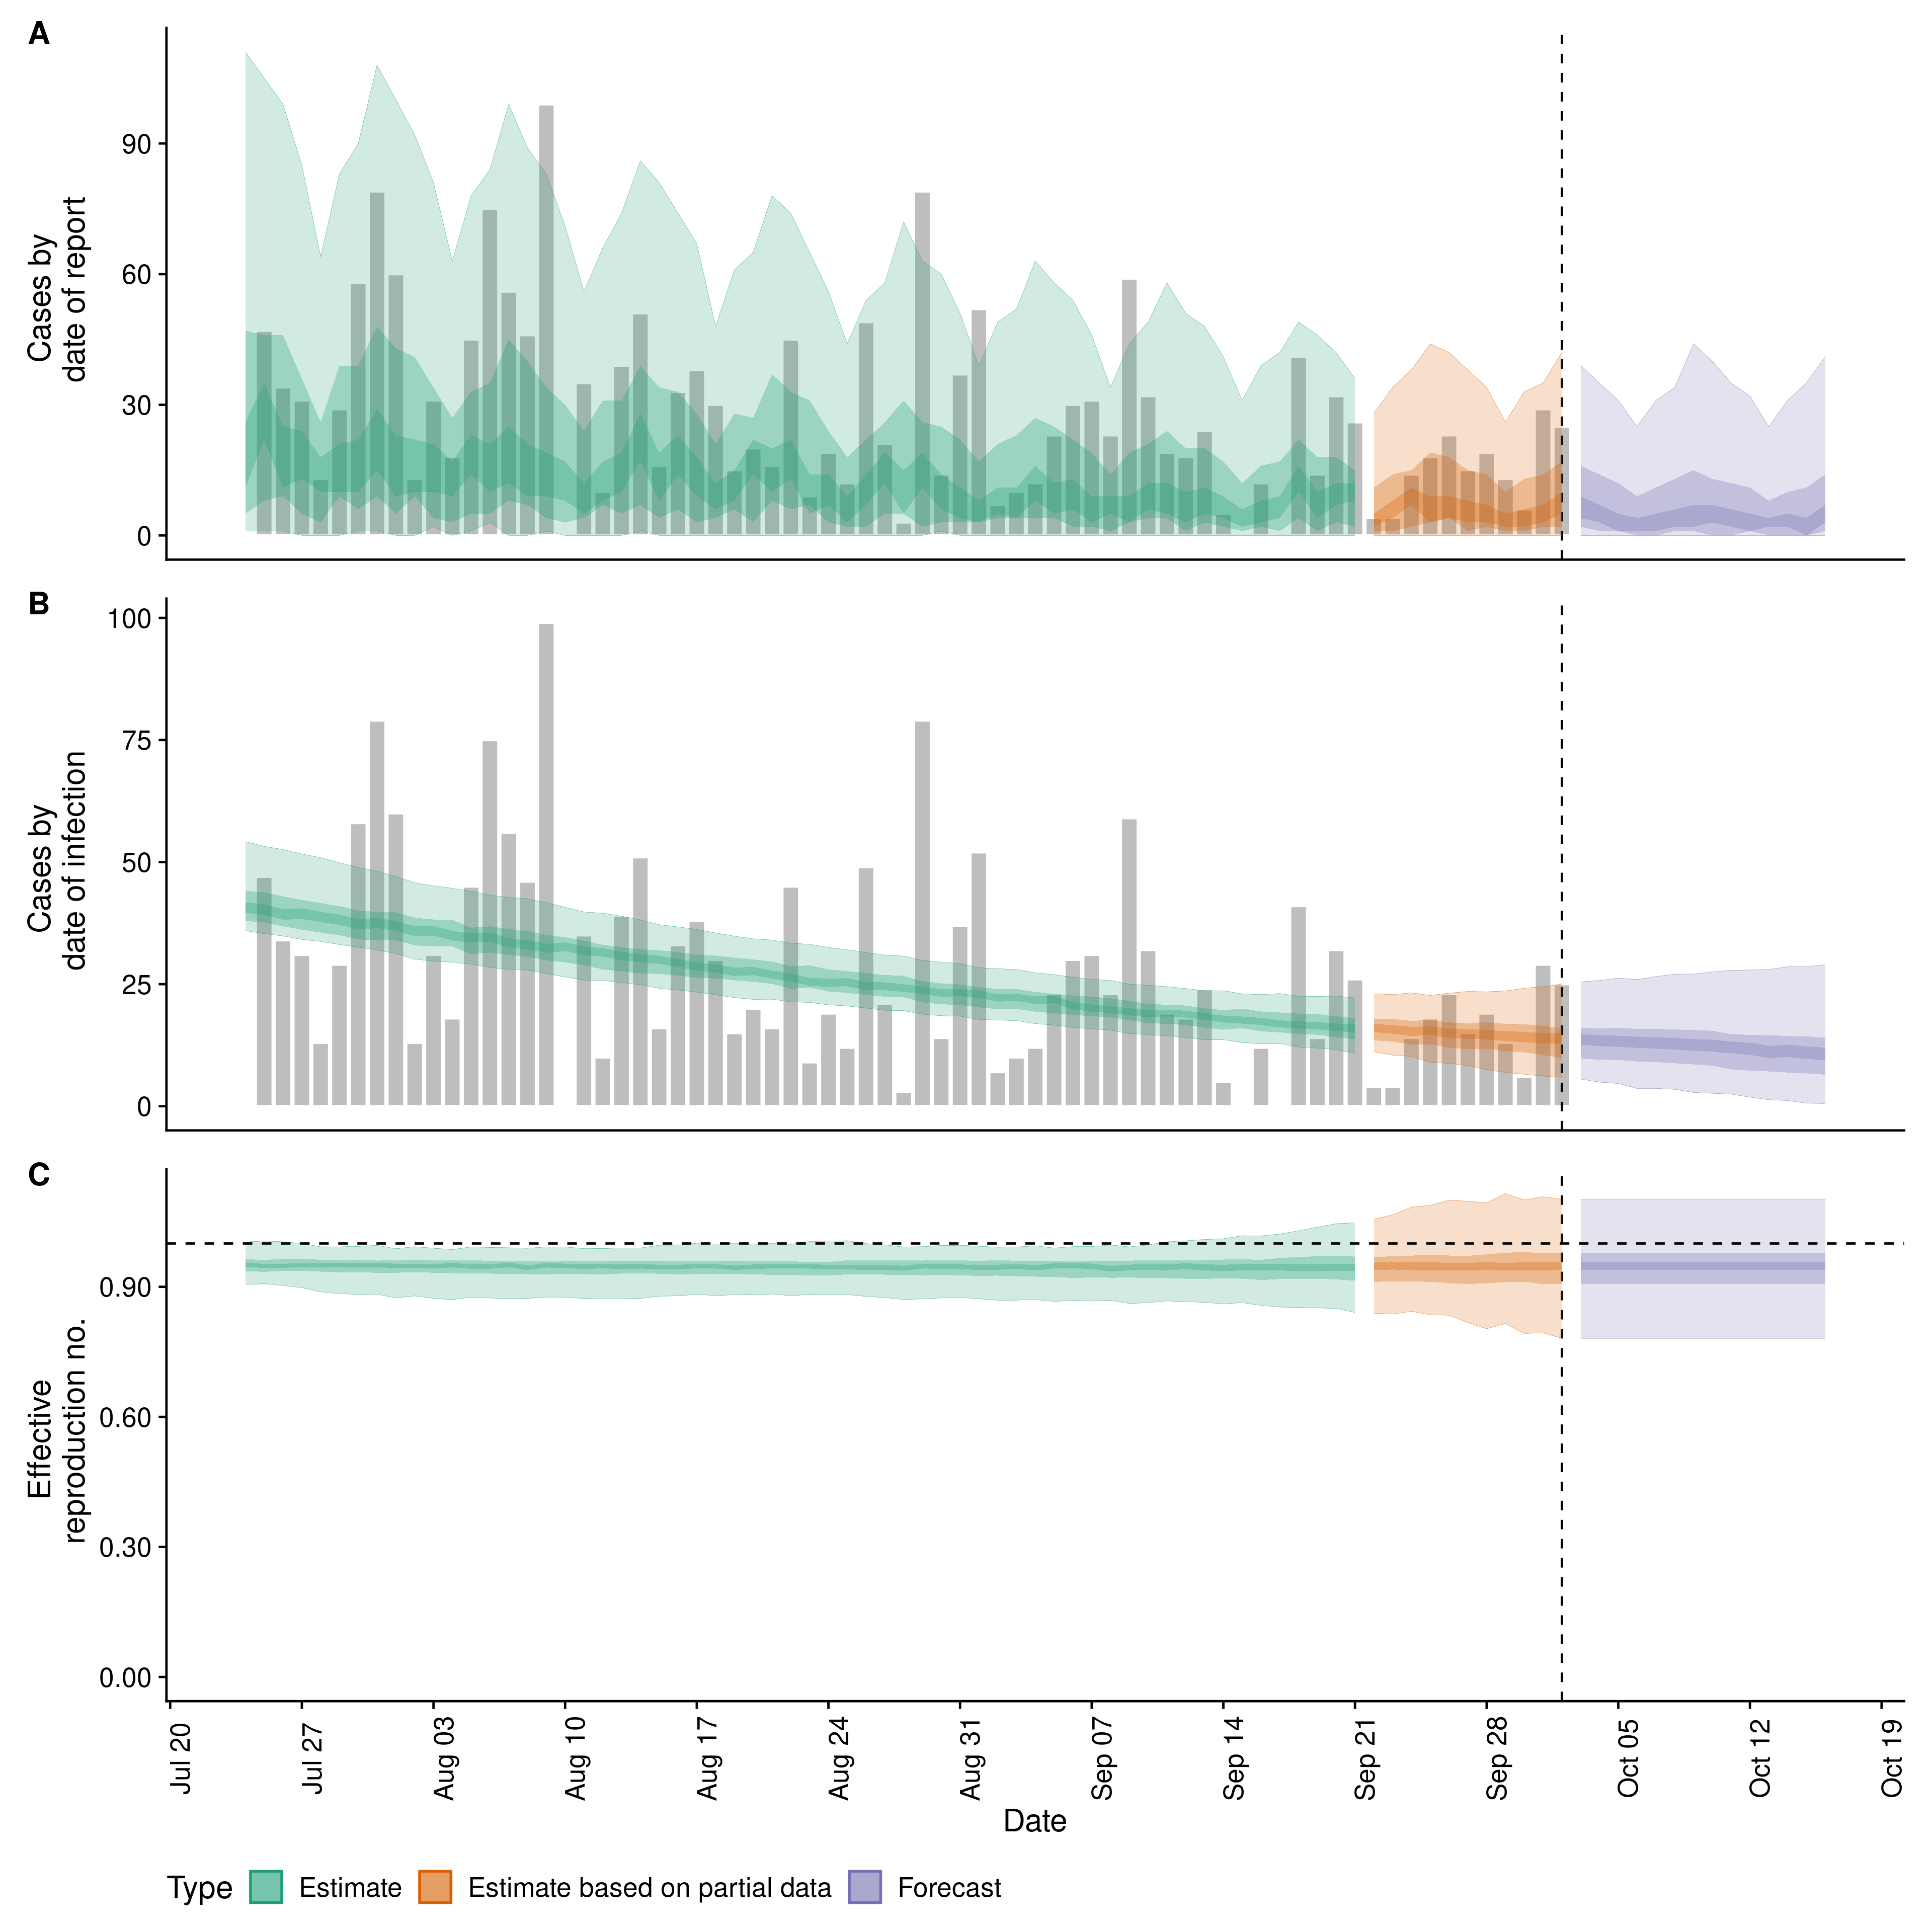 A
Cases by
date of report
90
60
30
0
B
Cases by
date of infection
100
75
50
25
0
C
Effective
reproduction no.
0.90
0.60
0.30
0.00
Jul 20
Jul 27
Aug 03
Aug 10
Aug 17
Aug 24
Aug 31
Sep 07
Sep 14
Sep 21
Sep 28
Oct 05
Oct 12
Oct 19
Date
Type Estimate Estimate based on partial data Forecast